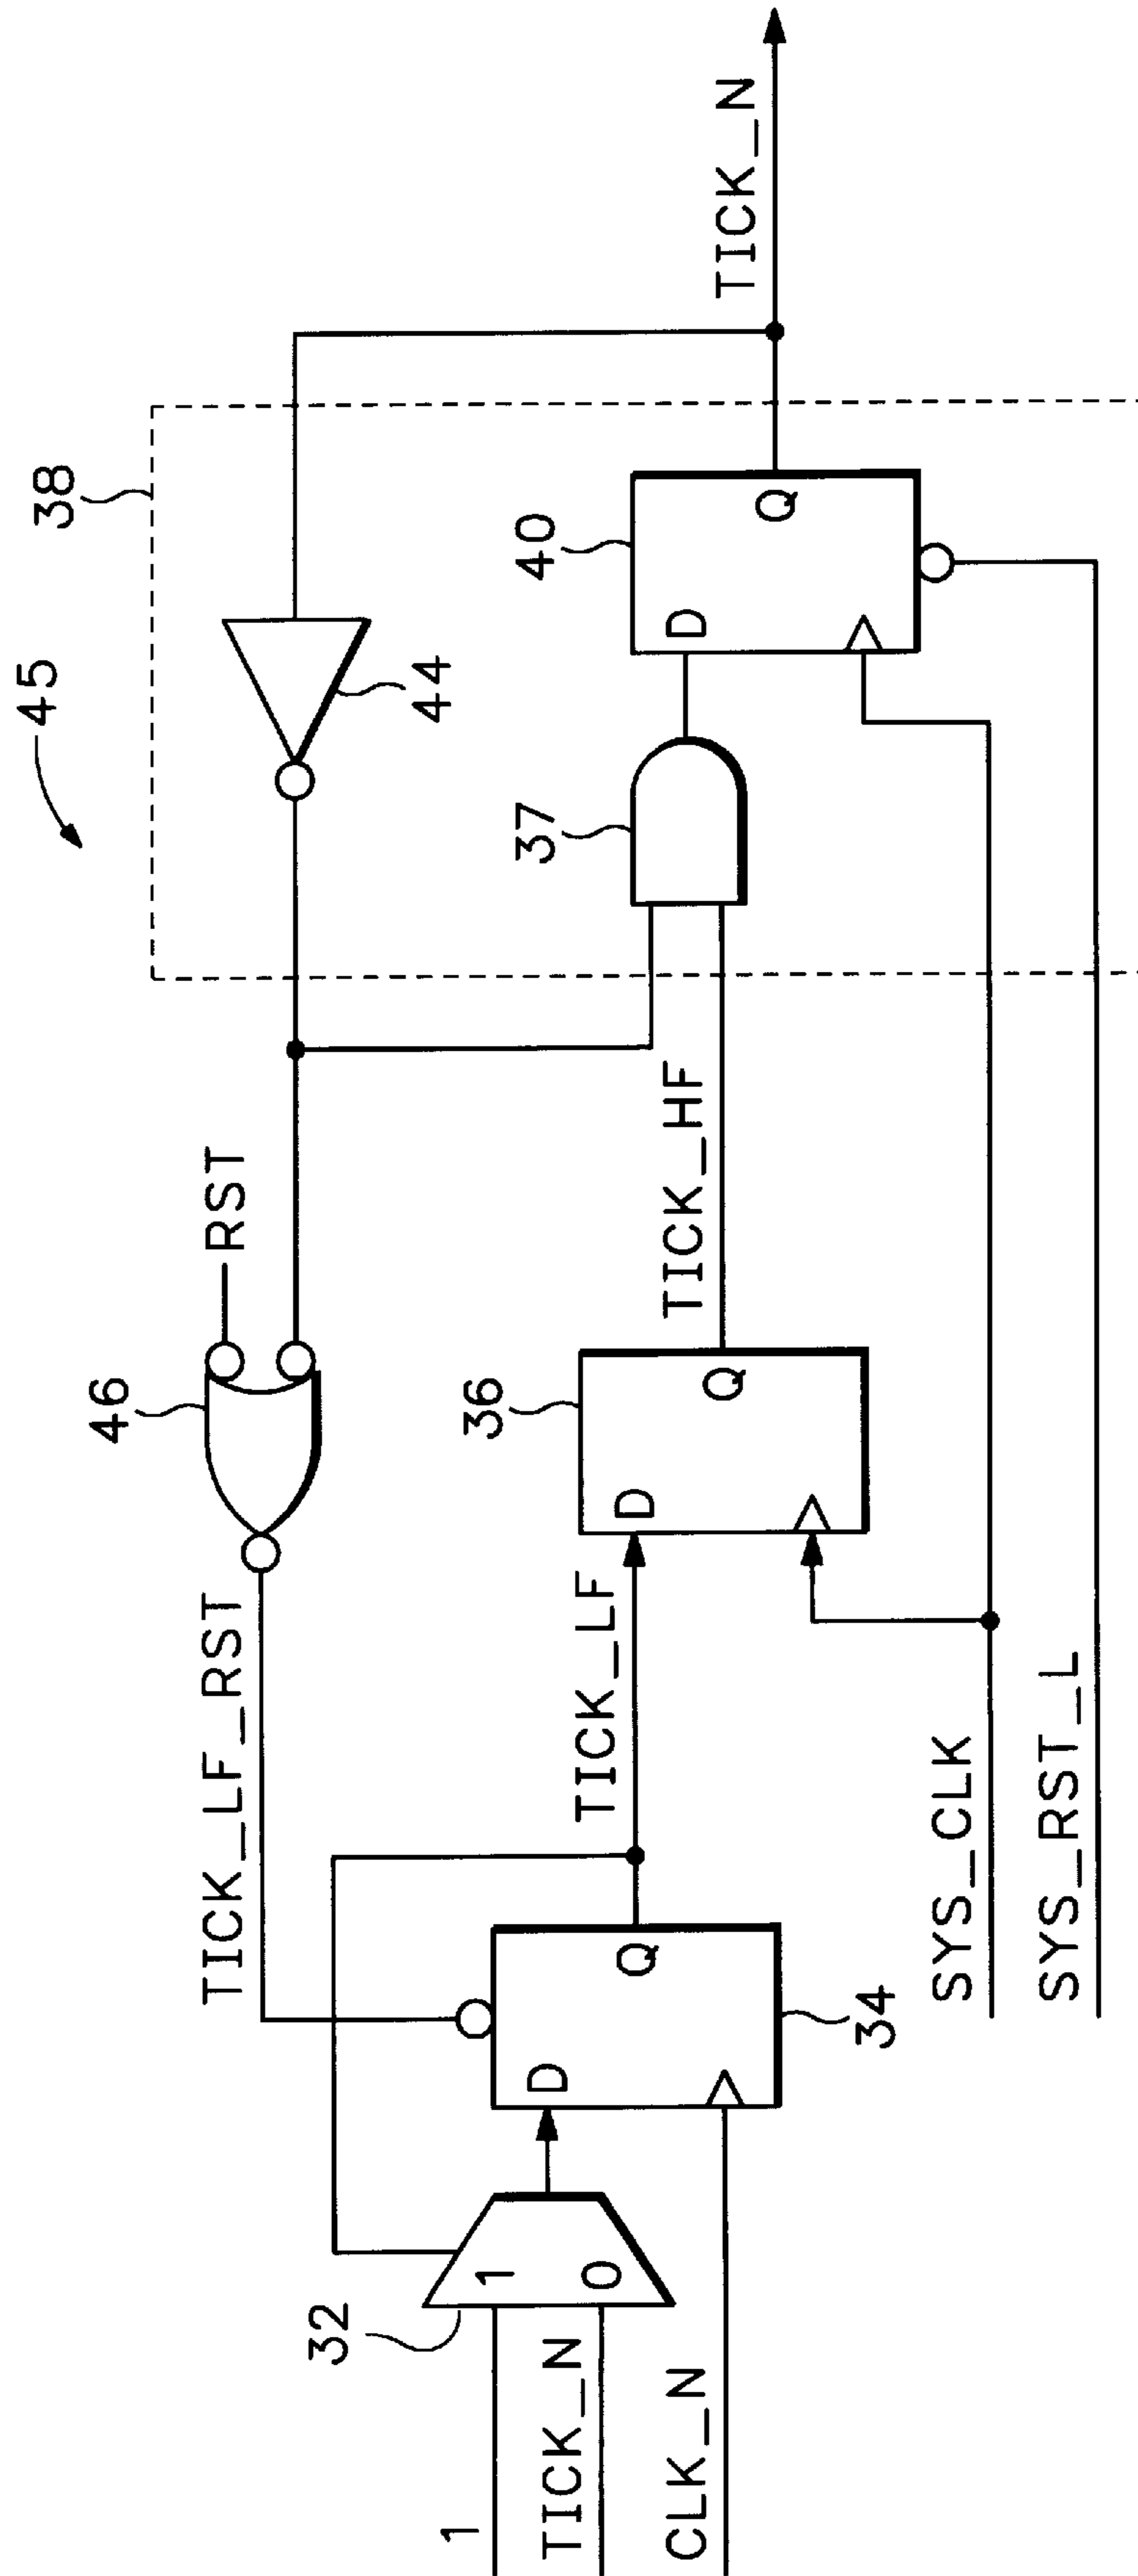 45
38
TICK_LF_RST
46
RST
44
TICK_N
1
TICK_N
CLK_N
32
1
0
D
Q
34
TICK_LF
D
Q
36
TICK_HF
37
D
Q
40
SYS_CLK
SYS_RST_L